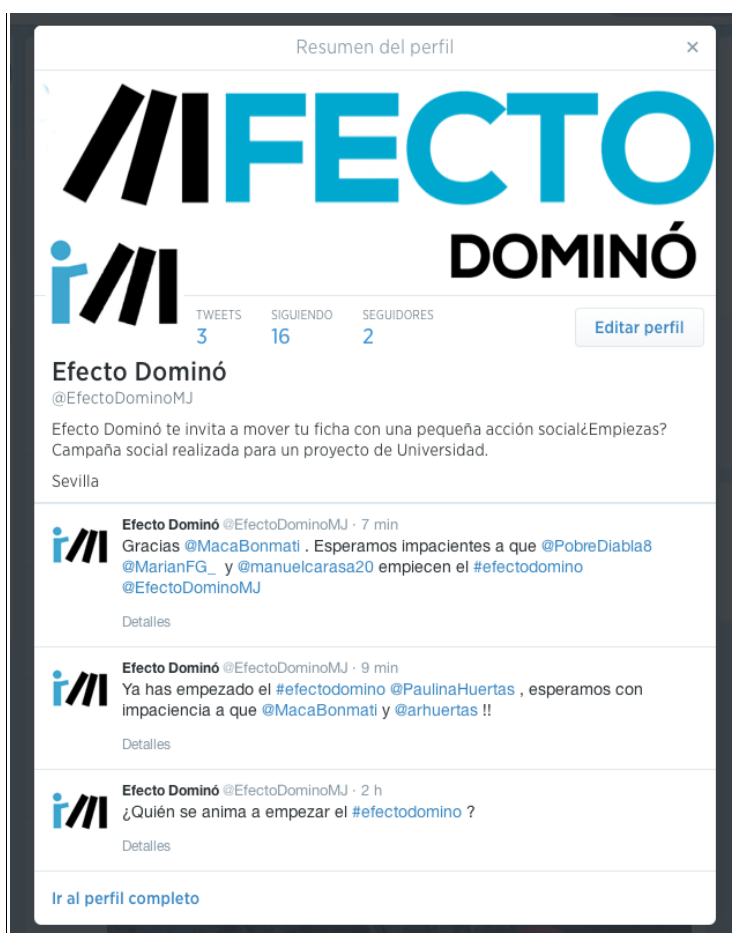 Resumen del perfil ×
FECTO
DOMINÓ
TWEETS SIGUIENDO SEGUIDORES
3 16 2
Editar perfil
Efecto Dominó
@EfectoDominoMJ
Efecto Dominó te invita a mover tu ficha con una pequeña acción social¿Empiezas?
Campaña social realizada para un proyecto de Universidad.
Sevilla
Efecto Dominó @EfectoDominoMJ · 7 min
Gracias @MacaBonmati . Esperamos impacientes a que @PobreDiabla8
@MarianFG_ y @manuelcarasa20 empiecen el #efectodomino
@EfectoDominoMJ
Detalles
Efecto Dominó @EfectoDominoMJ · 9 min
Ya has empezado el #efectodomino @PaulinaHuertas , esperamos con
impaciencia a que @MacaBonmati y @arhuertas !!
Detalles
Efecto Dominó @EfectoDominoMJ · 2 h
¿Quién se anima a empezar el #efectodomino ?
Detalles
Ir al perfil completo